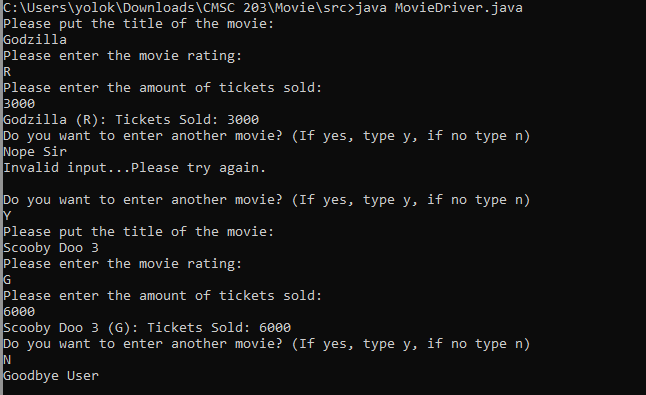 C:\Users\yolok\Downloads\CMSC 203\Movie\src>java MovieDriver.java
Please put the title of the movie:
Godzilla
Please enter the movie rating:
R
Please enter the amount of tickets sold:
3000
Godzilla (R): Tickets Sold: 3000
Do you want to enter another movie? (If yes, type y, if no type n)
Nope Sir
Invalid input...Please try again.

Do you want to enter another movie? (If yes, type y, if no type n)
Y
Please put the title of the movie:
Scooby Doo 3
Please enter the movie rating:
G
Please enter the amount of tickets sold:
6000
Scooby Doo 3 (G): Tickets Sold: 6000
Do you want to enter another movie? (If yes, type y, if no type n)
N
Goodbye User